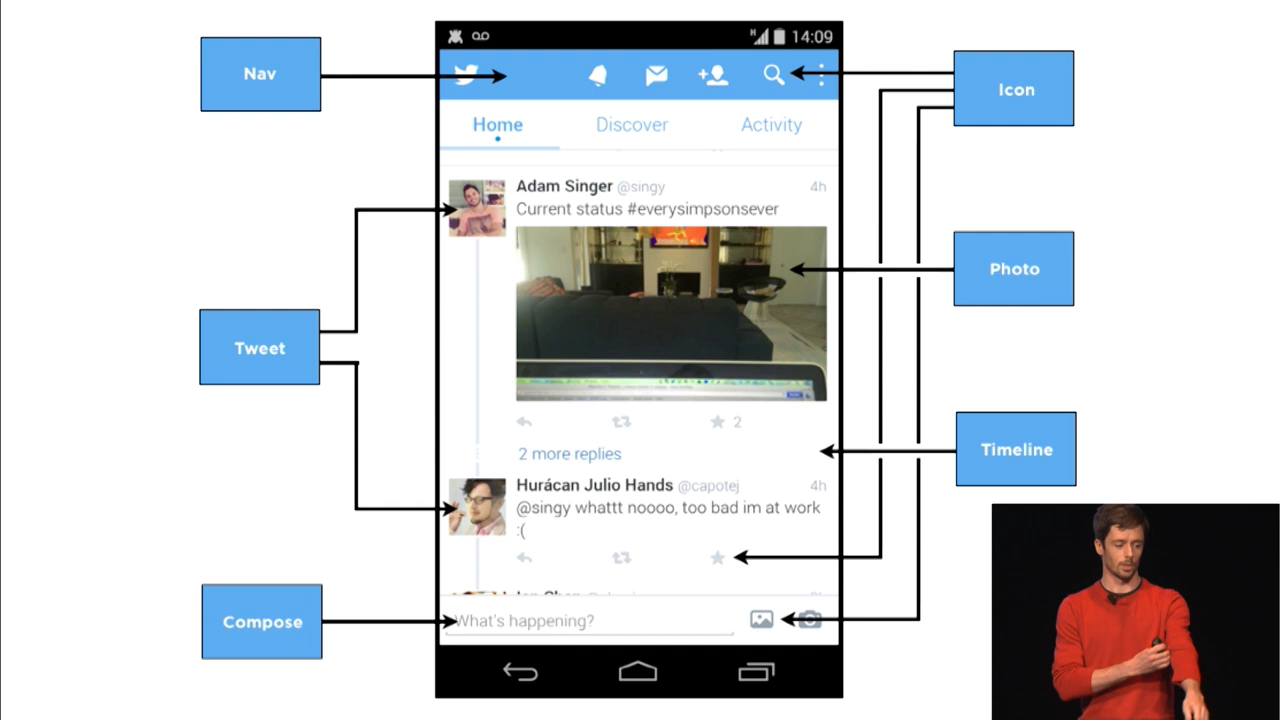 H 14:09
Nav
Icon
Home Discover Activity
Adam Singer @singy 4h
Current status #everysimpsonsever
Photo
Tweet
2
2 more replies
Timeline
Hurácan Julio Hands @capotej 4h
@singy whattt noooo, too bad im at work
:(
Compose
What's happening?